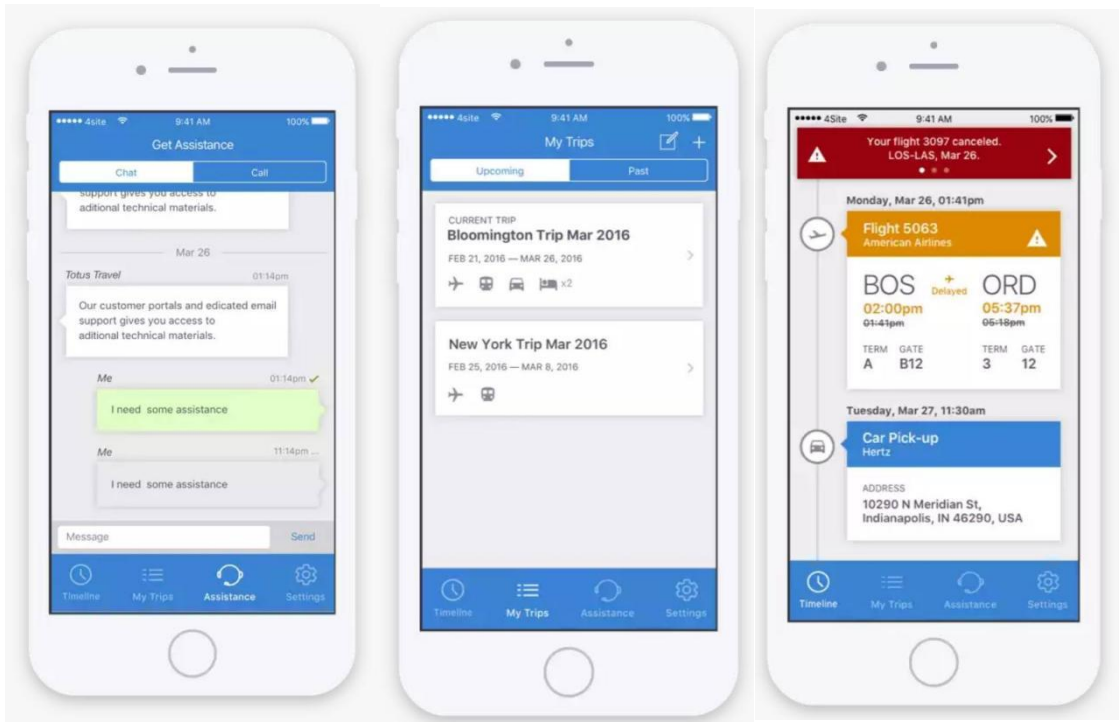 4site 9:41 AM 100%
Get Assistance
Chat Call
support gives you access to
aditional technical materials.
Mar 26
Totus Travel 01:14pm
Our customer portals and edicated email
support gives you access to
aditional technical materials.
Me 01:14pm
I need some assistance
Me 11:14pm ...
I need some assistance
Message Send
Timeline My Trips Assistance Settings
4site 9:41 AM 100%
My Trips +
Upcoming Past
CURRENT TRIP
Bloomington Trip Mar 2016
FEB 21, 2016 — MAR 26, 2016
x2
New York Trip Mar 2016
FEB 25, 2016 — MAR 8, 2016
Timeline My Trips Assistance Settings
4Site 9:41 AM 100%
Your flight 3097 canceled.
LOS-LAS, Mar 26.
Monday, Mar 26, 01:41pm
Flight 5063
American Airlines
BOS Delayed ORD
02:00pm 05:37pm
01:41pm 05:18pm
TERM GATE TERM GATE
A B12 3 12
Tuesday, Mar 27, 11:30am
Car Pick-up
Hertz
ADDRESS
10290 N Meridian St,
Indianapolis, IN 46290, USA
Timeline My Trips Assistance Settings